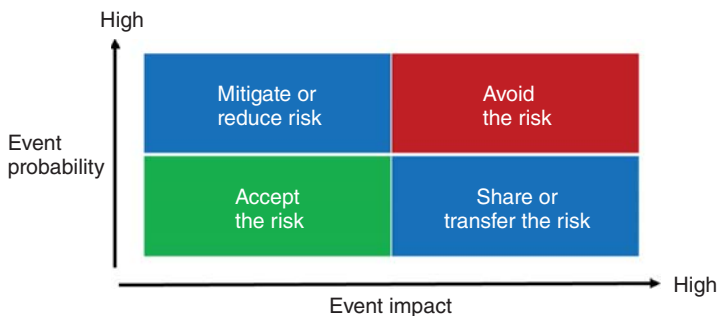 High
Mitigate or
reduce risk
Avoid
the risk
Event
probability
Accept
the risk
Share or
transfer the risk
High
Event impact